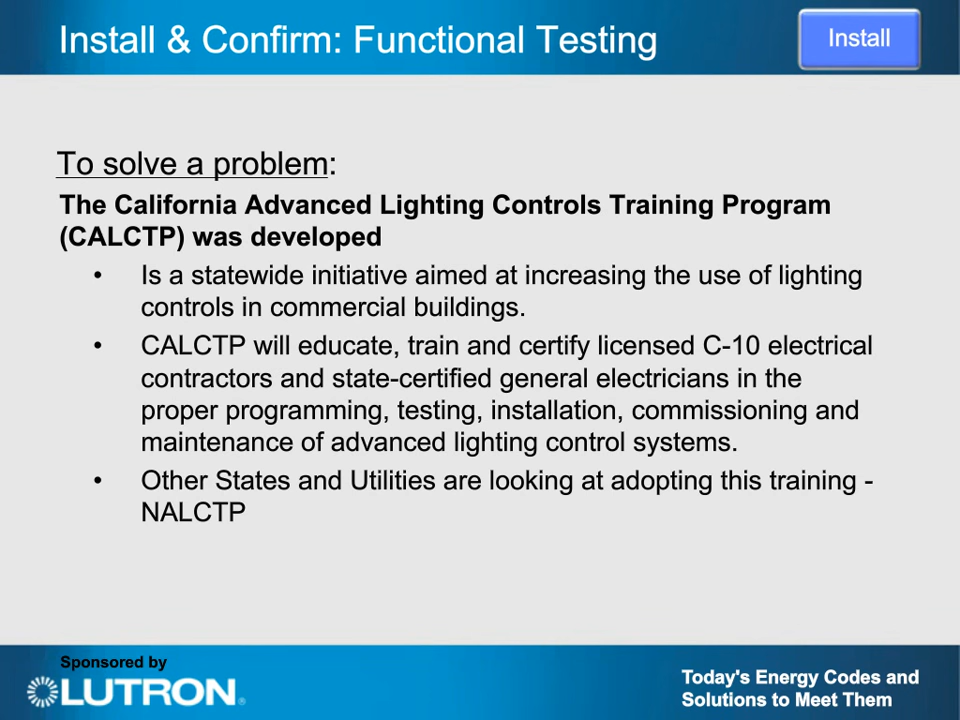 Install & Confirm: Functional Testing
Install
To solve a problem:
The California Advanced Lighting Controls Training Program
(CALCTP) was developed
• Is a statewide initiative aimed at increasing the use of lighting
controls in commercial buildings.
• CALCTP will educate, train and certify licensed C-10 electrical
contractors and state-certified general electricians in the
proper programming, testing, installation, commissioning and
maintenance of advanced lighting control systems.
• Other States and Utilities are looking at adopting this training -
NALCTP
Sponsored by
LUTRON®
Today's Energy Codes and
Solutions to Meet Them